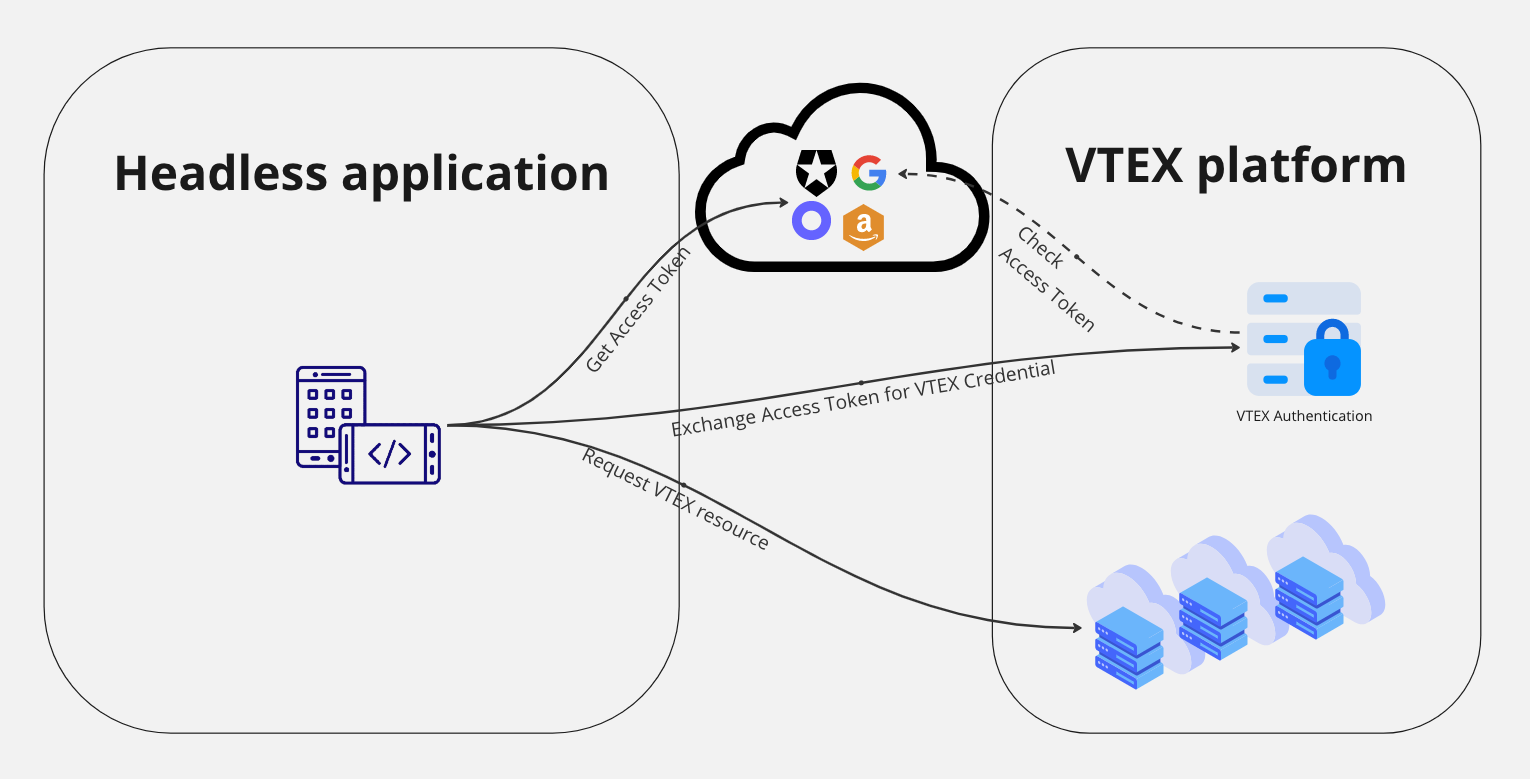 Headless application
VTEX platform
Get Access Token
Check
Access Token
Exchange Access Token for VTEX Credential
VTEX Authentication
Request VTEX resource